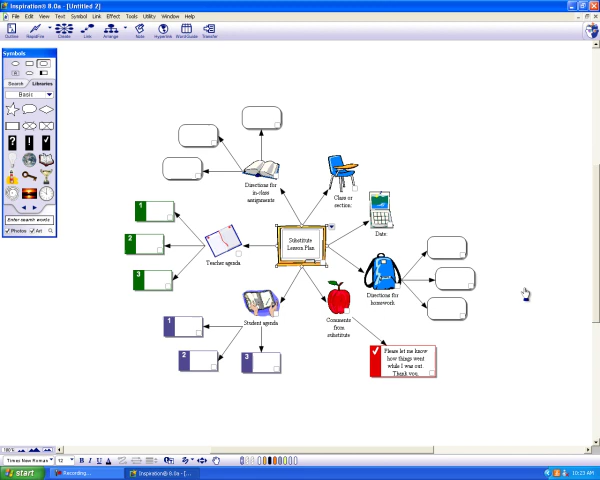 Inspiration® 8.0a - [Untitled 2]
File Edit View Text Symbol Link Effect Tools Utility Window Help
Outline RapidFire Create Link Arrange Note Hyperlink Word Guide Transfer
Symbols
Search Libraries
Basic
Enter search words
Photos Art
Directions for
in-class
assignments
Class or
section:
Date:
Substitute
Lesson Plan
1
2
3
Teacher agenda
Directions for
homework
Student agenda
1
2
3
Comments
from
substitute
Please let me know
how things went
while I was out.
Thank you.
100%
Times New Roman 12 B I U A
start Recording... Inspiration® 8.0a - [U... 10:23 AM